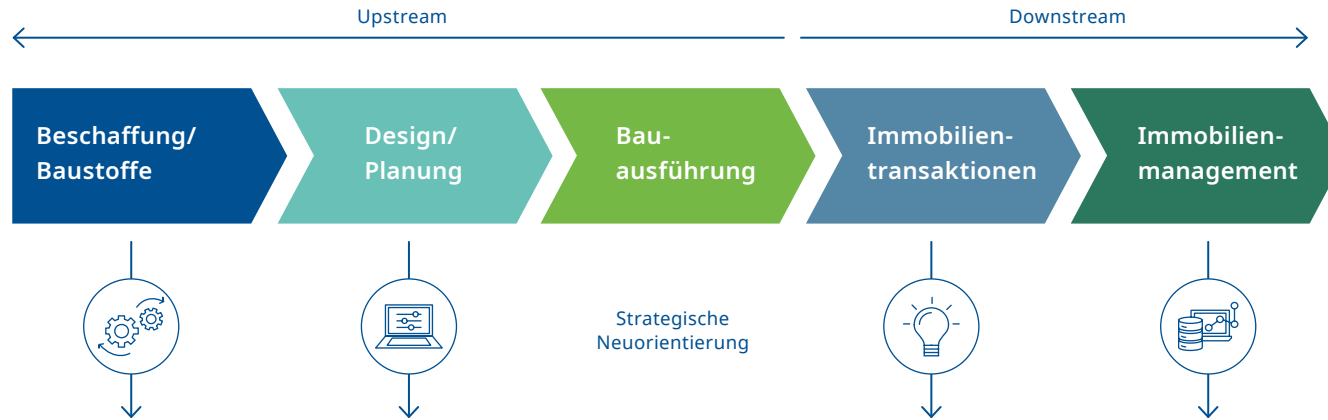 Upstream
Downstream
Beschaffung/
Baustoffe
Design/
Planung
Bau-
ausführung
Immobilien-
transaktionen
Immobilien-
management
Strategische
Neuorientierung